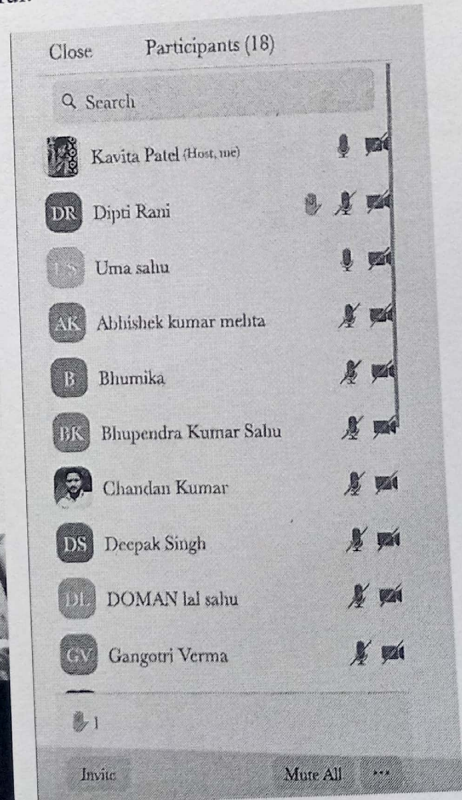 Close Participants (18)
Search
Kavita Patel (Host, me)
DR Dipti Rani
US Uma sahu
AK Abhishek kumar mehta
B Bhumika
BK Bhupendra Kumar Sahu
Chandan Kumar
DS Deepak Singh
DL DOMAN lal sahu
GV Gangotri Verma
1
Invite Mute All ...